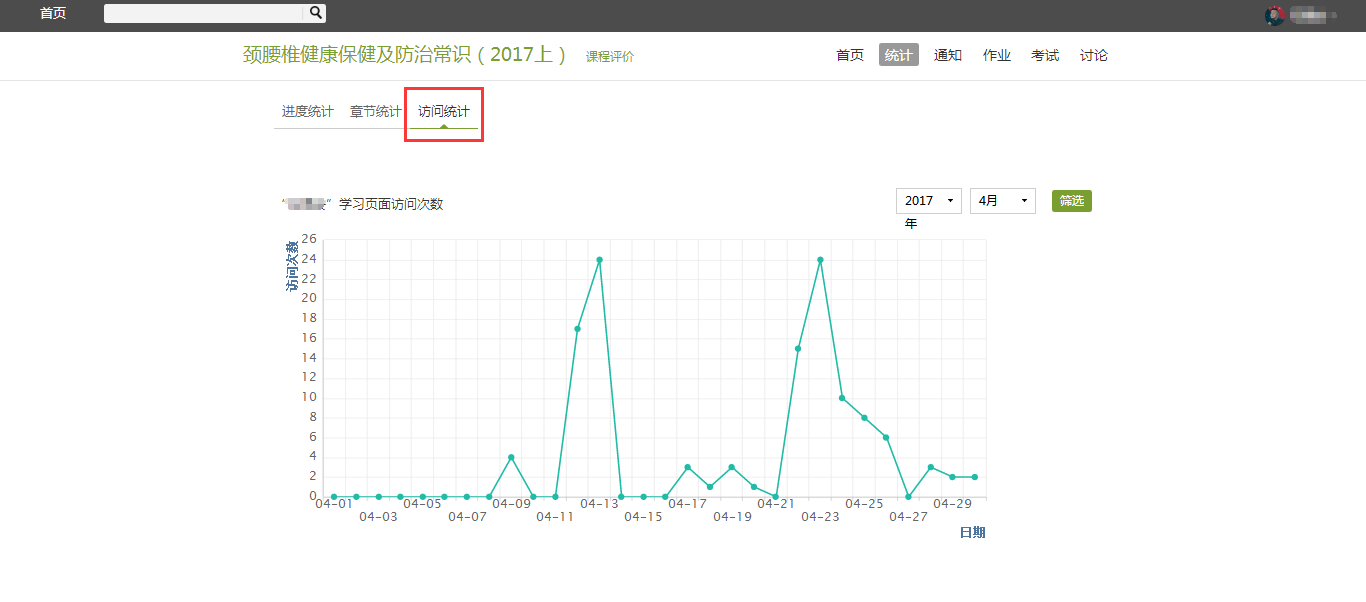 首页
颈腰椎健康保健及防治常识（2017上） 课程评价
首页 统计 通知 作业 考试 讨论
进度统计 章节统计 访问统计
“ ” 学习页面访问次数
2017年 4月 筛选
访问次数
26
24
22
20
18
16
14
12
10
8
6
4
2
0
04-01 04-05 04-09 04-13 04-17 04-21 04-25 04-29
04-03 04-07 04-11 04-15 04-19 04-23 04-27
日期